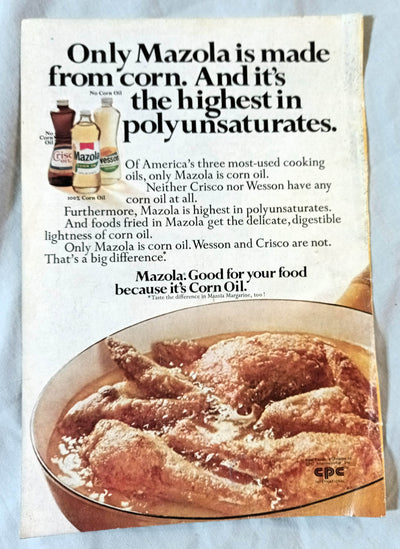 Only Mazola is made
from corn. And it's
the highest in
polyunsaturates.
No Corn Oil
No
Corn
Oil
Crisco
Mazola
Wesson
100% Corn Oil
Of America's three most-used cooking
oils, only Mazola is corn oil.
Neither Crisco nor Wesson have any
corn oil at all.
Furthermore, Mazola is highest in polyunsaturates.
And foods fried in Mazola get the delicate, digestible
lightness of corn oil.
Only Mazola is corn oil. Wesson and Crisco are not.
That's a big difference.*
Mazola: Good for your food
because it's Corn Oil.
*Taste the difference in Mazola Margarine, too!
CPC
INTERNATIONAL